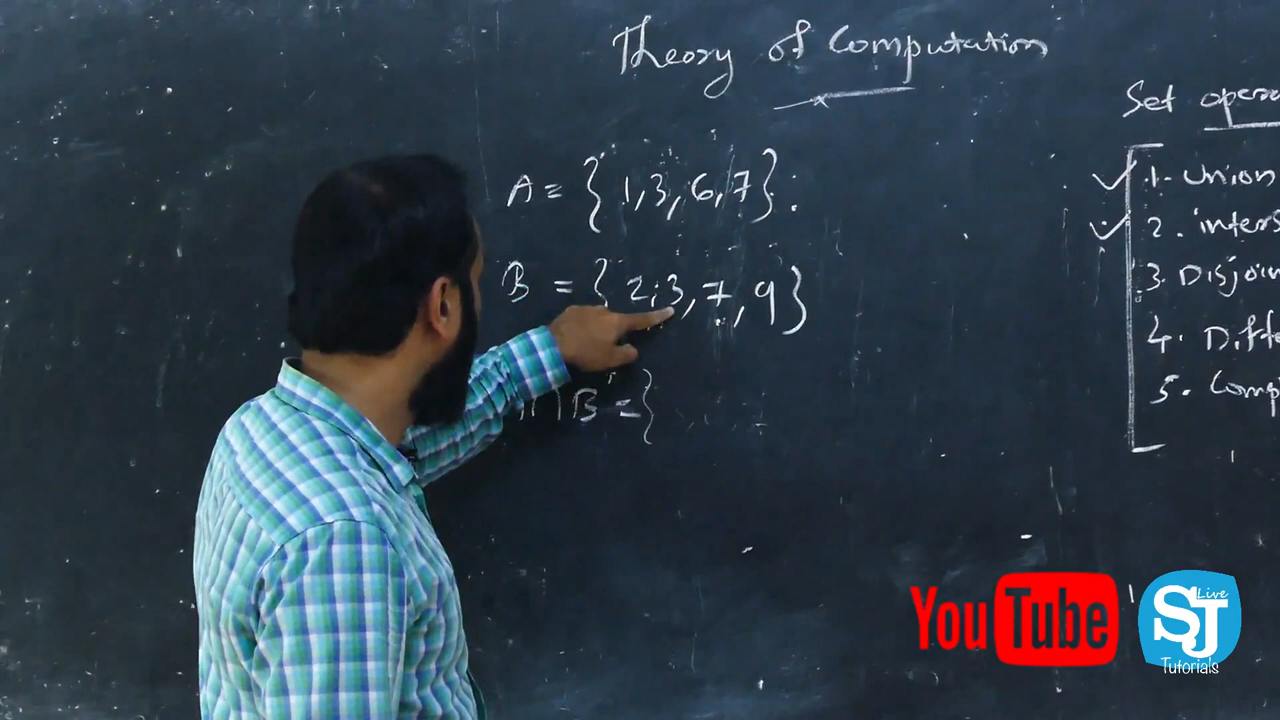 Theory of Computation
Set opera
A = { 1, 3, 6, 7 } :
B = { 2, 3, 7, 9 }
∩ B = {
1. Union
2. inters
3. Disjoin
4. Diffe
5. Comp
YouTube
SJ Live
Tutorials